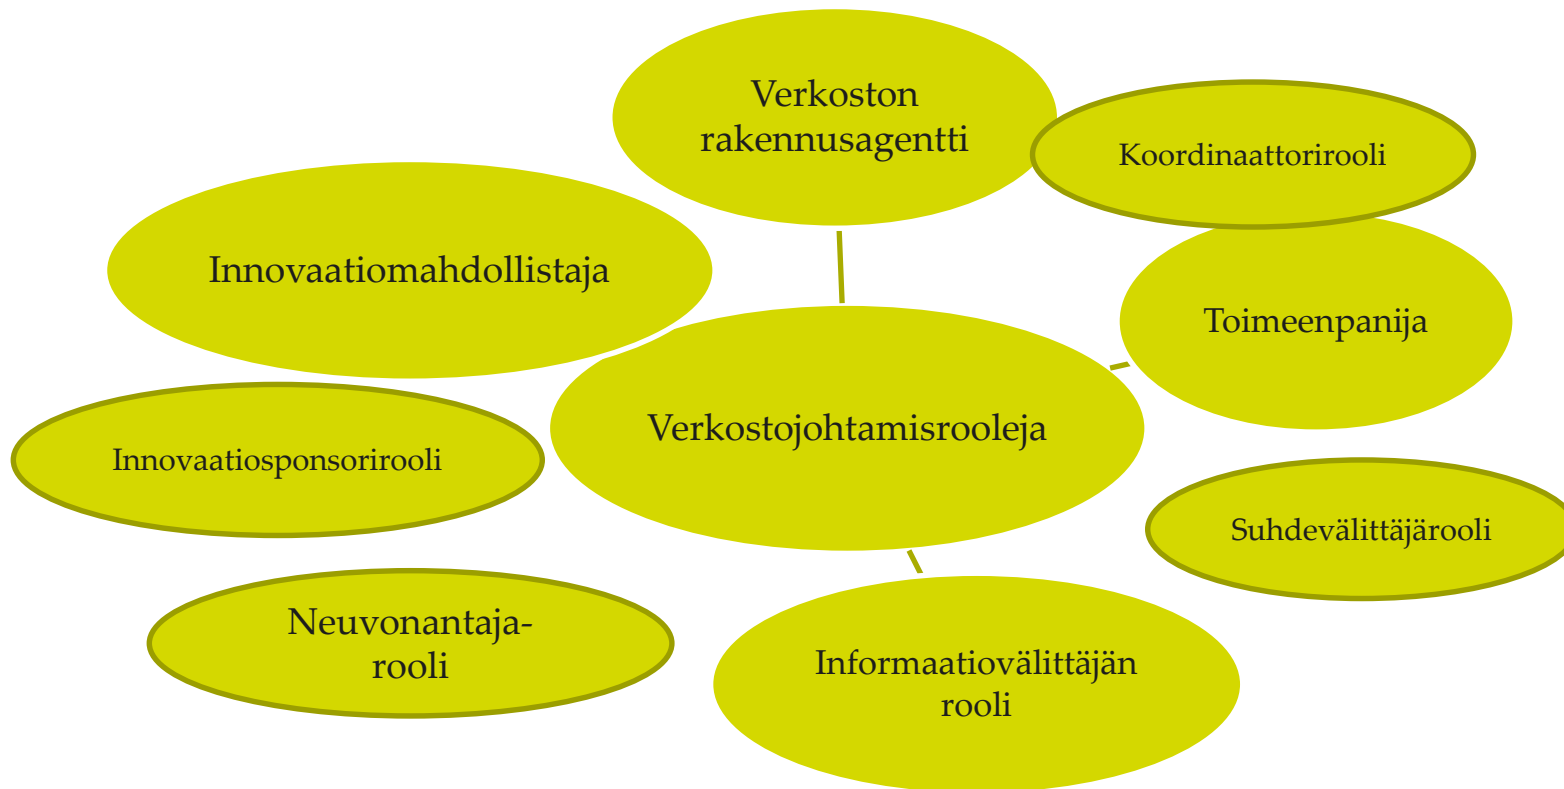 Verkoston
rakennusagentti
Koordinaattorirooli
Innovaatiomahdollistaja
Toimeenpanija
Verkostojohtamisrooleja
Innovaatiosponsorirooli
Suhdevälittäjärooli
Neuvonantaja-
rooli
Informaatiovälittäjän
rooli